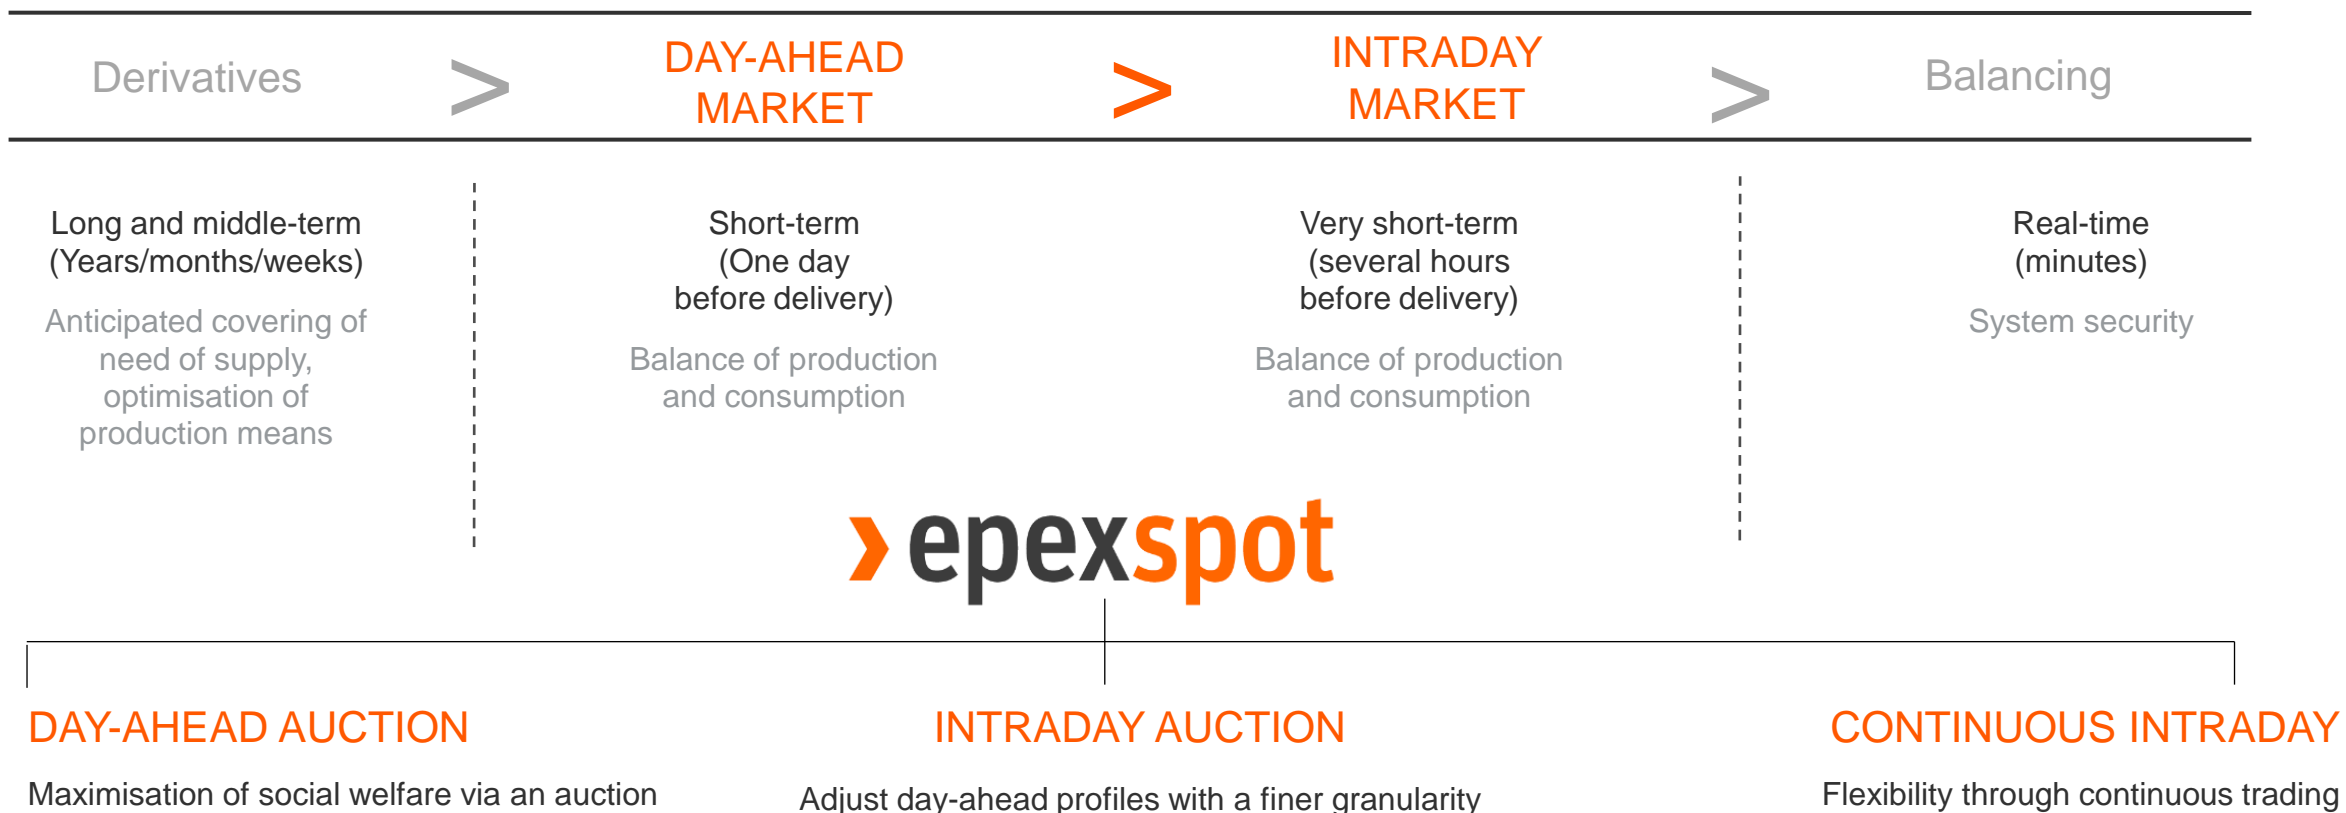 Derivatives
>
DAY-AHEAD
MARKET
>
INTRADAY
MARKET
>
Balancing
Long and middle-term
(Years/months/weeks)
Anticipated covering of
need of supply,
optimisation of
production means
Short-term
(One day
before delivery)
Balance of production
and consumption
Very short-term
(several hours
before delivery)
Balance of production
and consumption
Real-time
(minutes)
System security
epexspot
DAY-AHEAD AUCTION
Maximisation of social welfare via an auction
INTRADAY AUCTION
Adjust day-ahead profiles with a finer granularity
CONTINUOUS INTRADAY
Flexibility through continuous trading